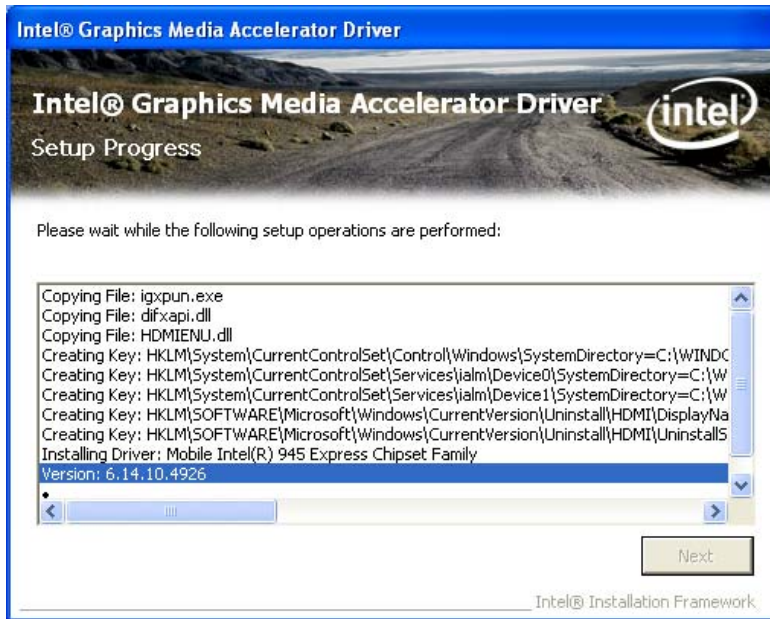 Intel® Graphics Media Accelerator Driver
Intel® Graphics Media Accelerator Driver
intel
Setup Progress
Please wait while the following setup operations are performed:
Copying File: igxpun.exe
Copying File: difxapi.dll
Copying File: HDMIENU.dll
Creating Key: HKLM\System\CurrentControlSet\Control\Windows\SystemDirectory=C:\WINDO
Creating Key: HKLM\System\CurrentControlSet\Services\ialm\Device0\SystemDirectory=C:\W
Creating Key: HKLM\System\CurrentControlSet\Services\ialm\Device1\SystemDirectory=C:\W
Creating Key: HKLM\SOFTWARE\Microsoft\Windows\CurrentVersion\Uninstall\HDMI\DisplayNa
Creating Key: HKLM\SOFTWARE\Microsoft\Windows\CurrentVersion\Uninstall\HDMI\UninstallS
Installing Driver: Mobile Intel(R) 945 Express Chipset Family
Version: 6.14.10.4926
Next
Intel® Installation Framework